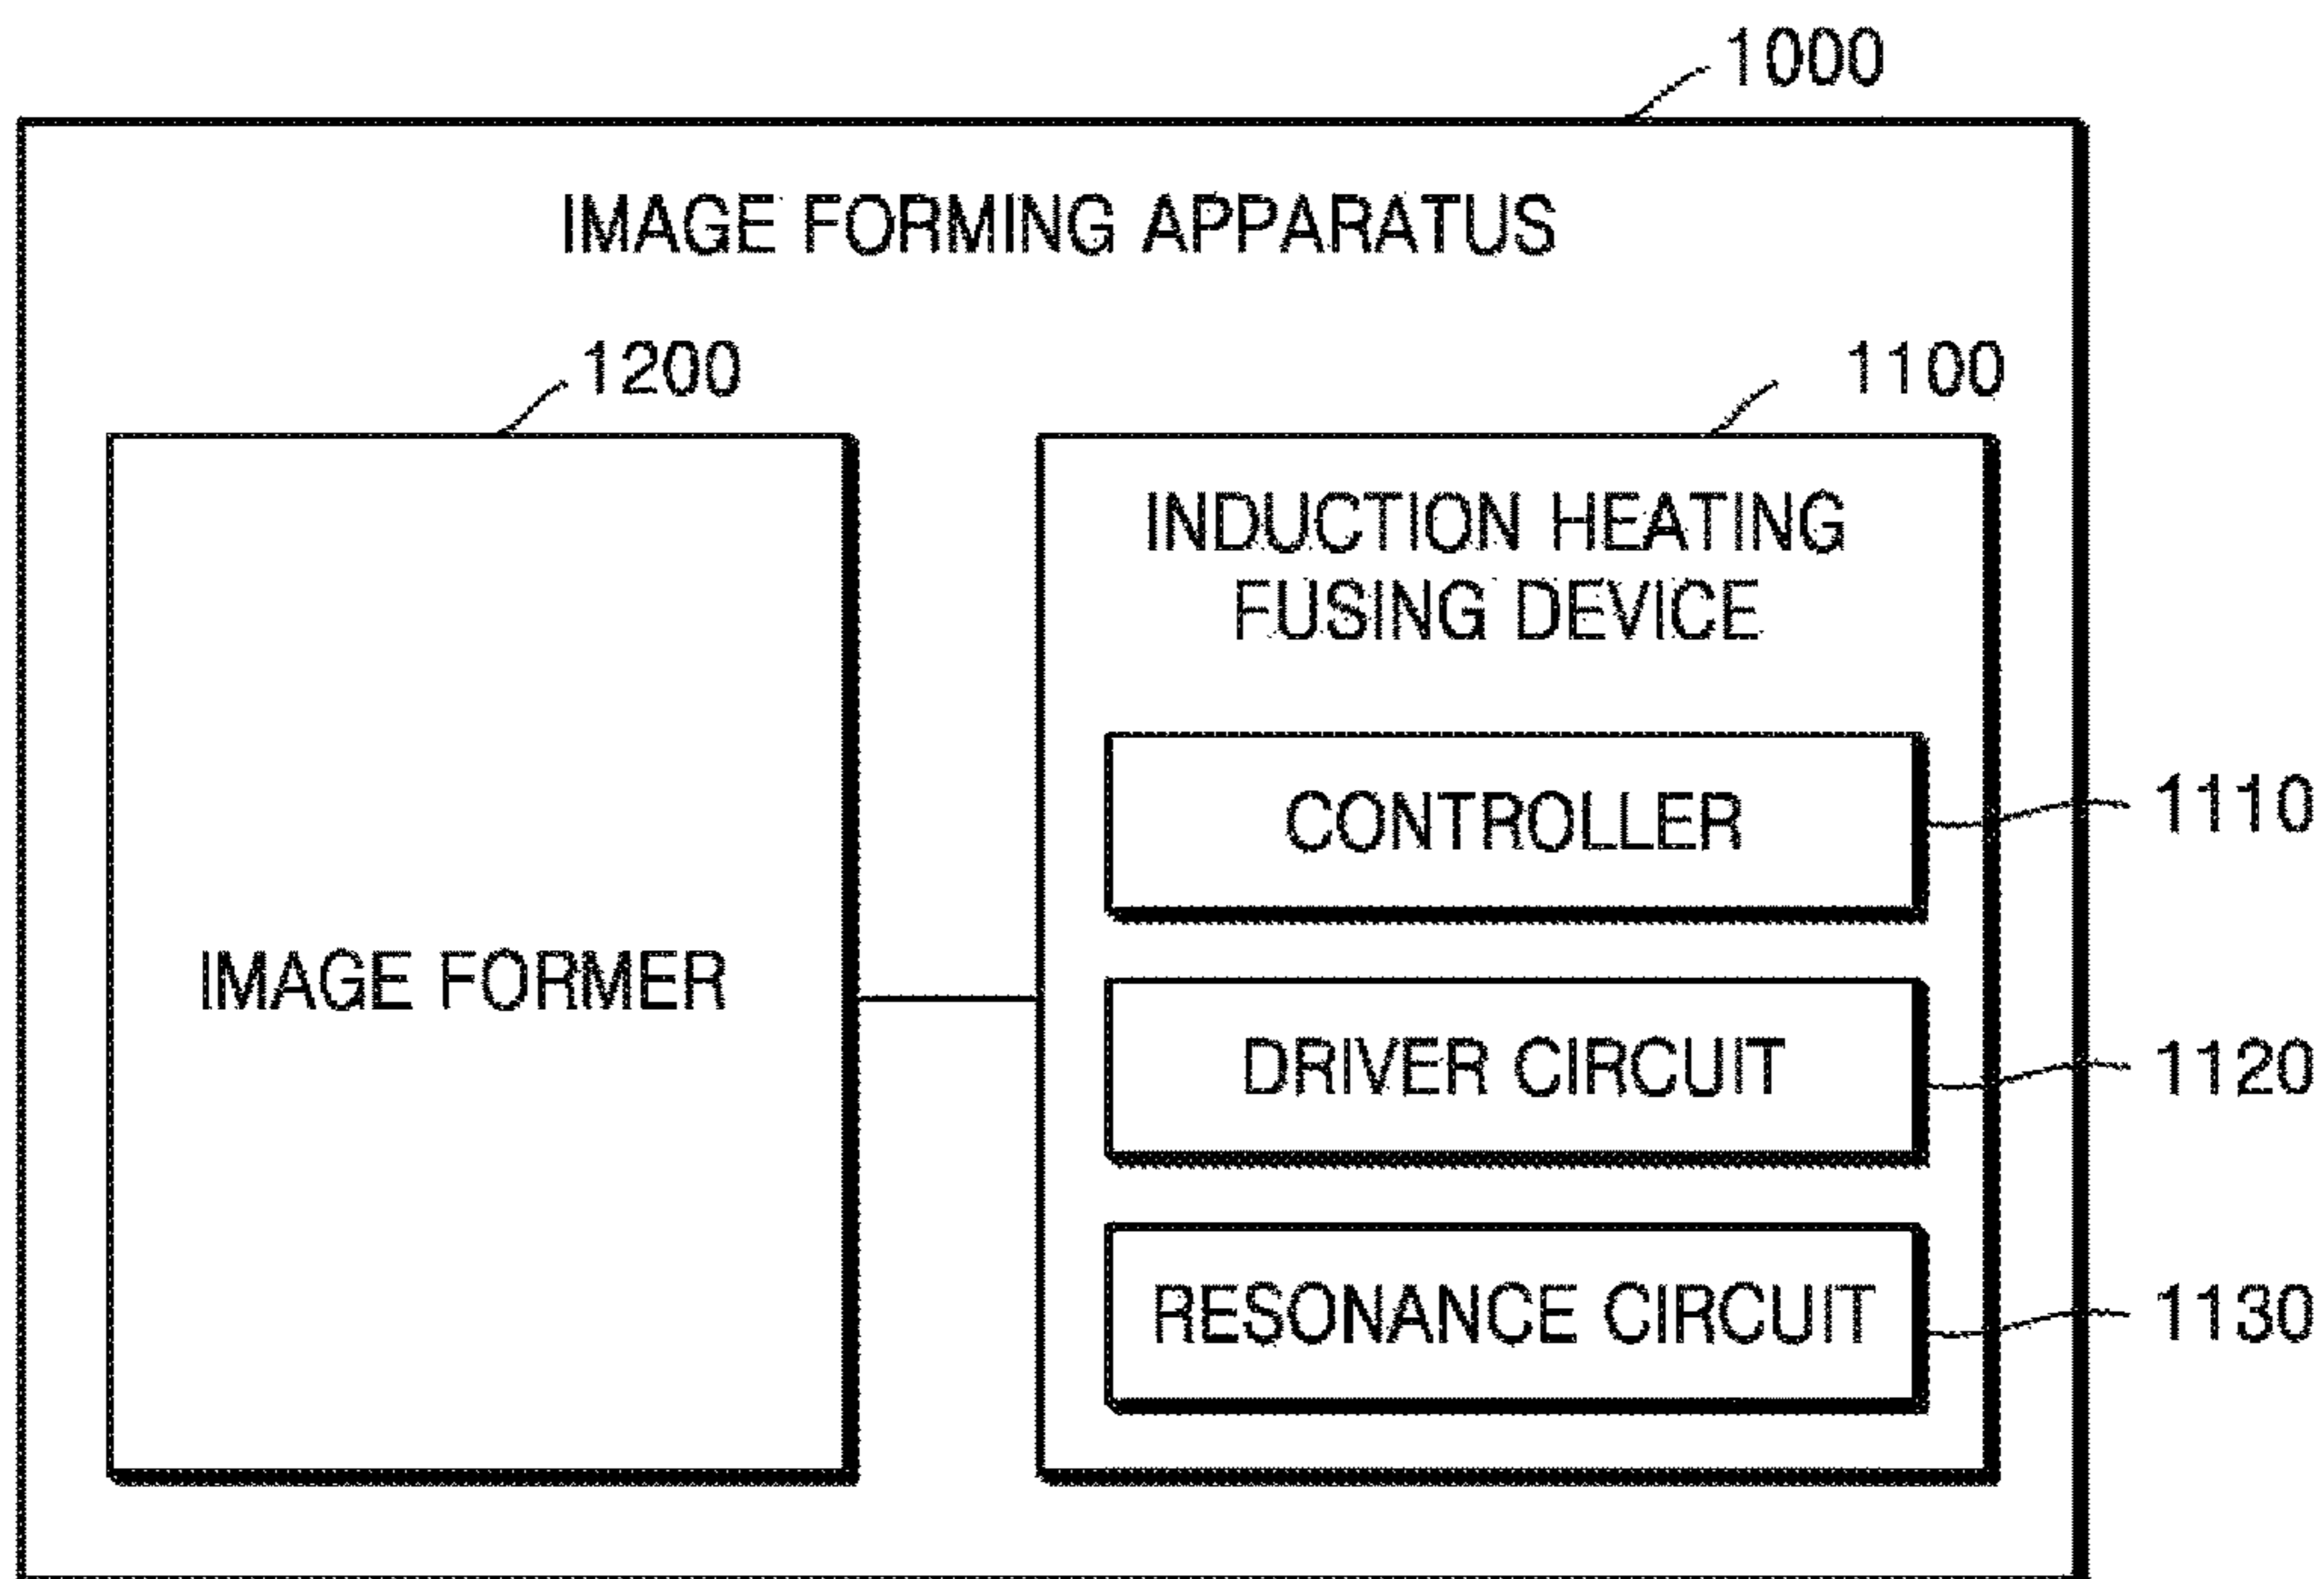 1000
IMAGE FORMING APPARATUS
1200
1100
INDUCTION HEATING
FUSING DEVICE
CONTROLLER
1110
IMAGE FORMER
DRIVER CIRCUIT
1120
RESONANCE CIRCUIT
1130